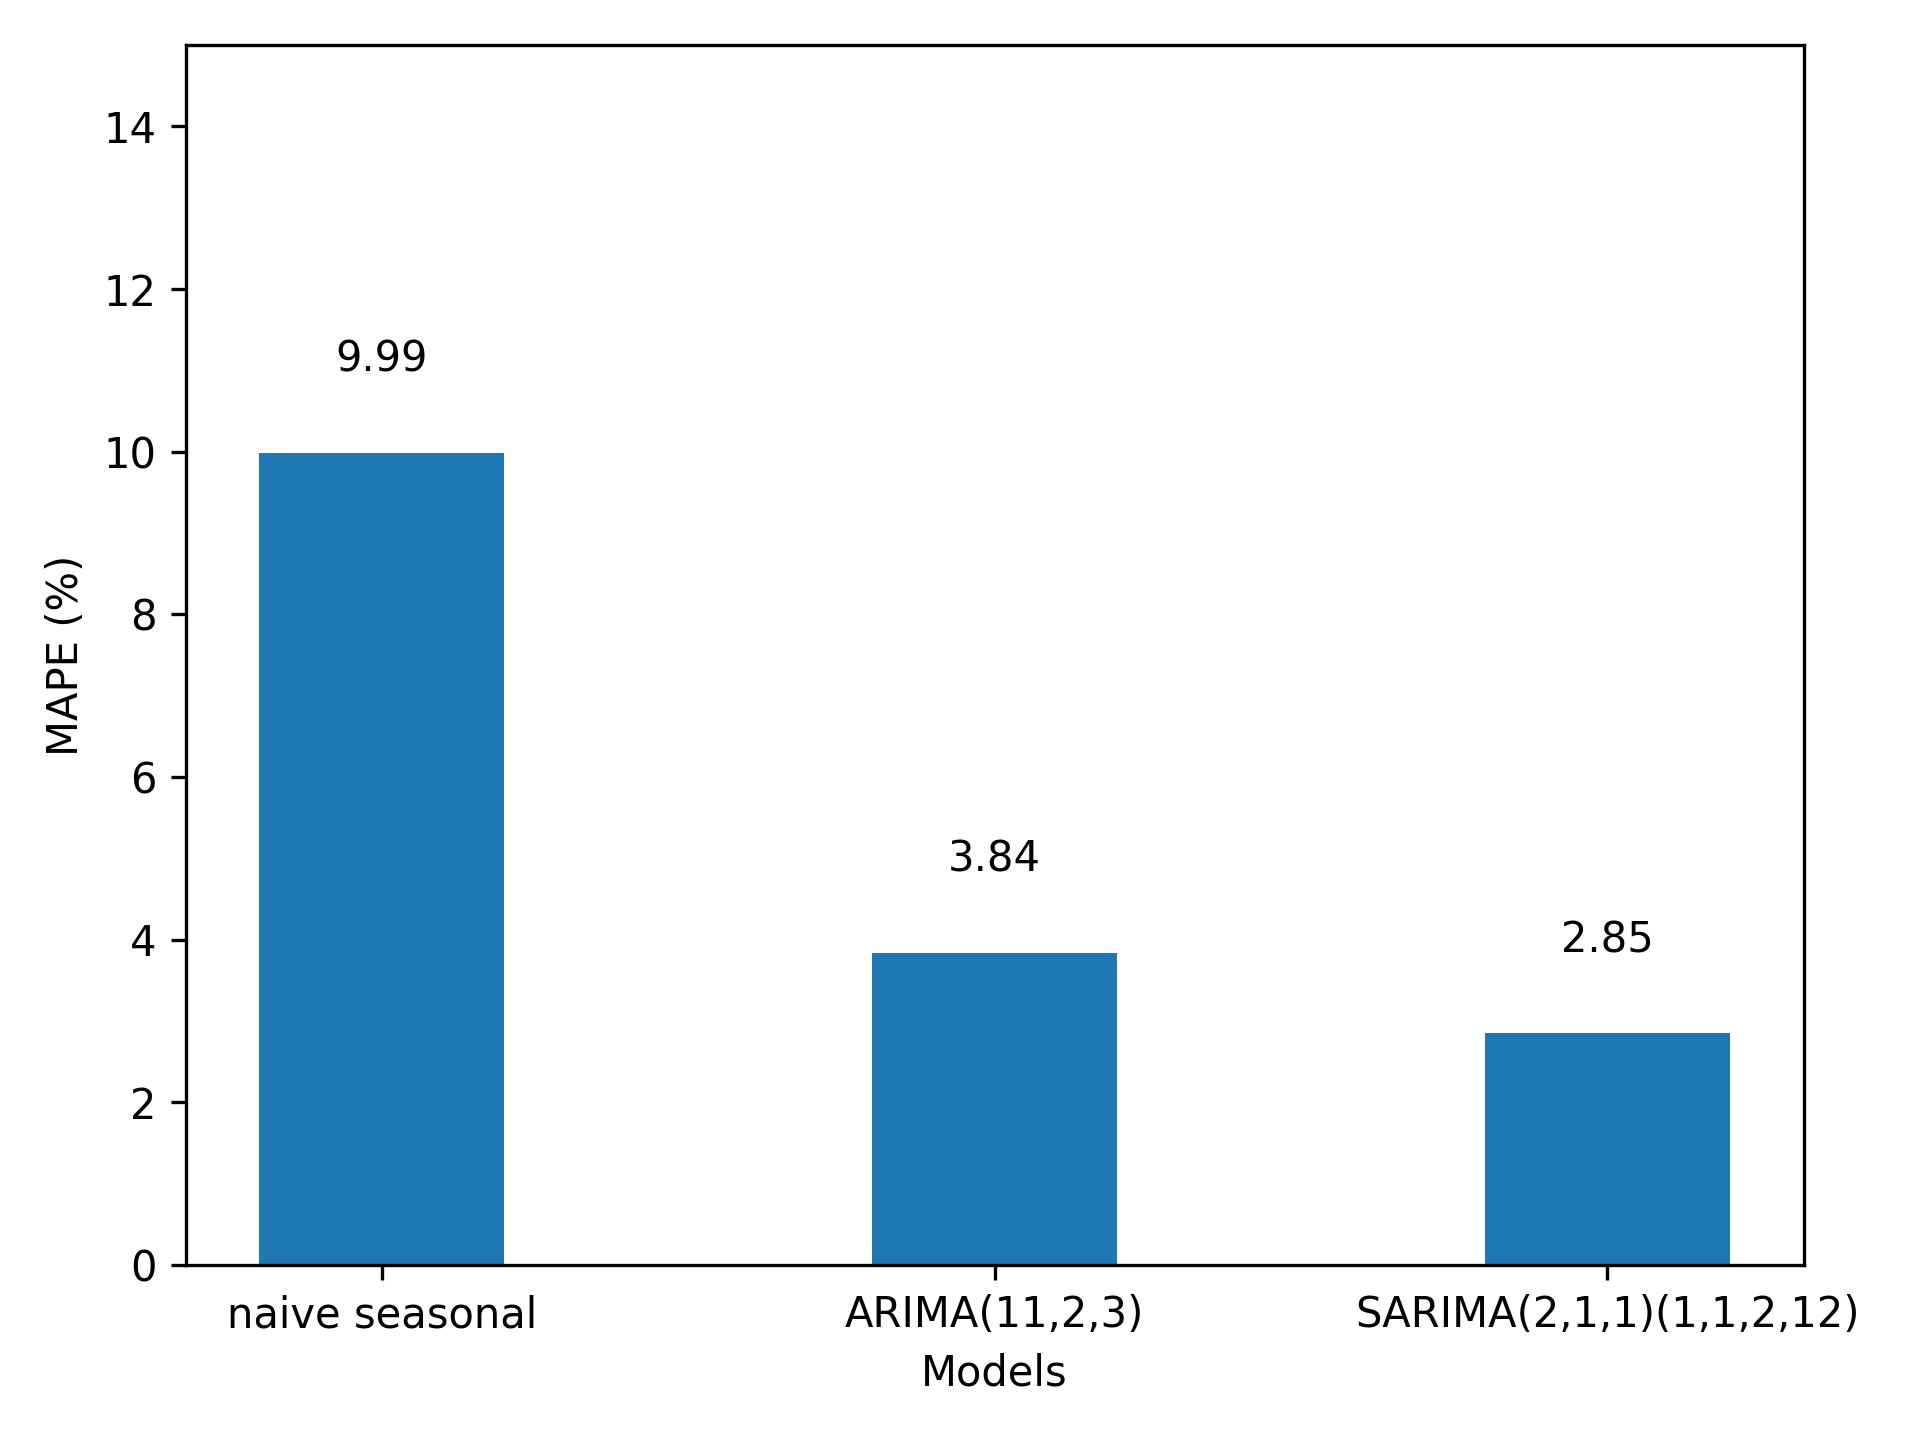 14
12
10
8
6
4
2
0
MAPE (%)
9.99
3.84
2.85
naive seasonal
ARIMA(11,2,3)
SARIMA(2,1,1)(1,1,2,12)
Models